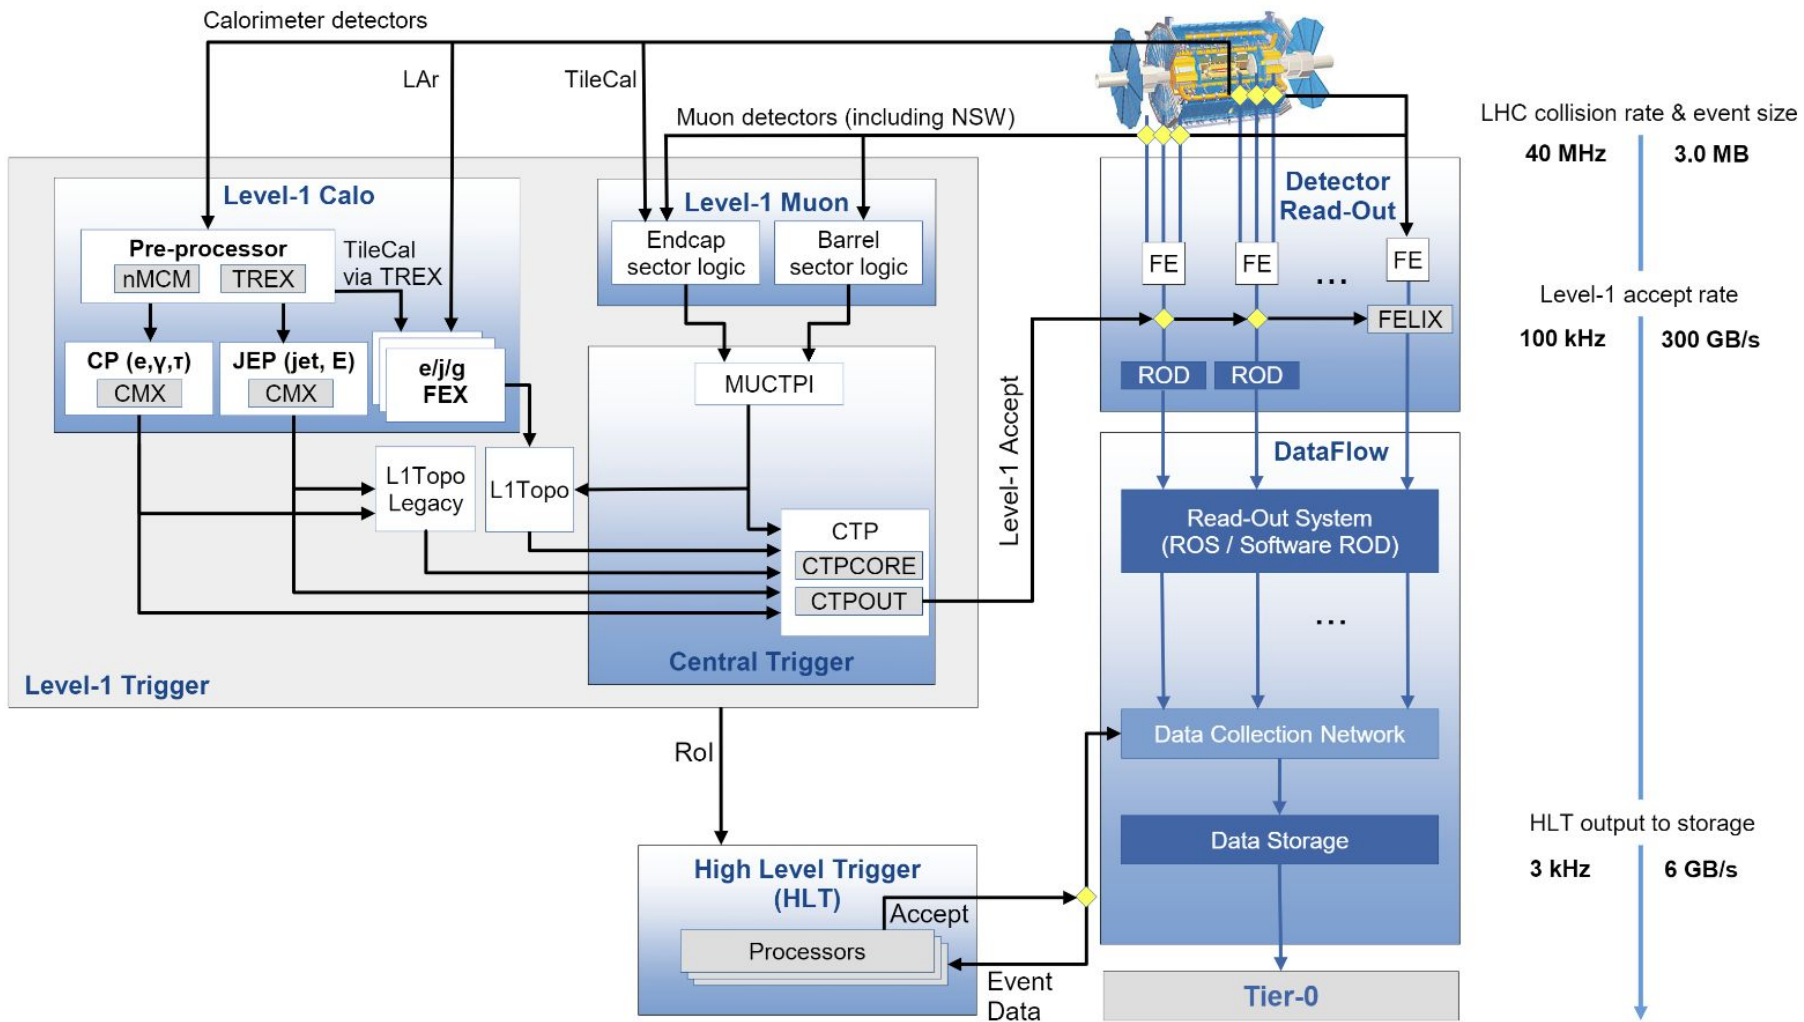 Calorimeter detectors
LAr
TileCal
Muon detectors (including NSW)
LHC collision rate & event size
40 MHz
3.0 MB
Level-1 Calo
Pre-processor
nMCM
TREX
TileCal
via TREX
CP (e,γ,τ)
CMX
JEP (jet, E)
CMX
e/j/g
FEX
Level-1 Muon
Endcap
sector logic
Barrel
sector logic
MUCTPI
L1Topo
Legacy
L1Topo
CTP
CTPCORE
CTPOUT
Central Trigger
Level-1 Trigger
Level-1 Accept
Detector
Read-Out
FE
FE
...
FE
FELIX
ROD
ROD
Level-1 accept rate
100 kHz
300 GB/s
DataFlow
Read-Out System
(ROS / Software ROD)
...
Data Collection Network
Data Storage
Tier-0
RoI
High Level Trigger
(HLT)
Accept
Processors
Event
Data
HLT output to storage
3 kHz
6 GB/s